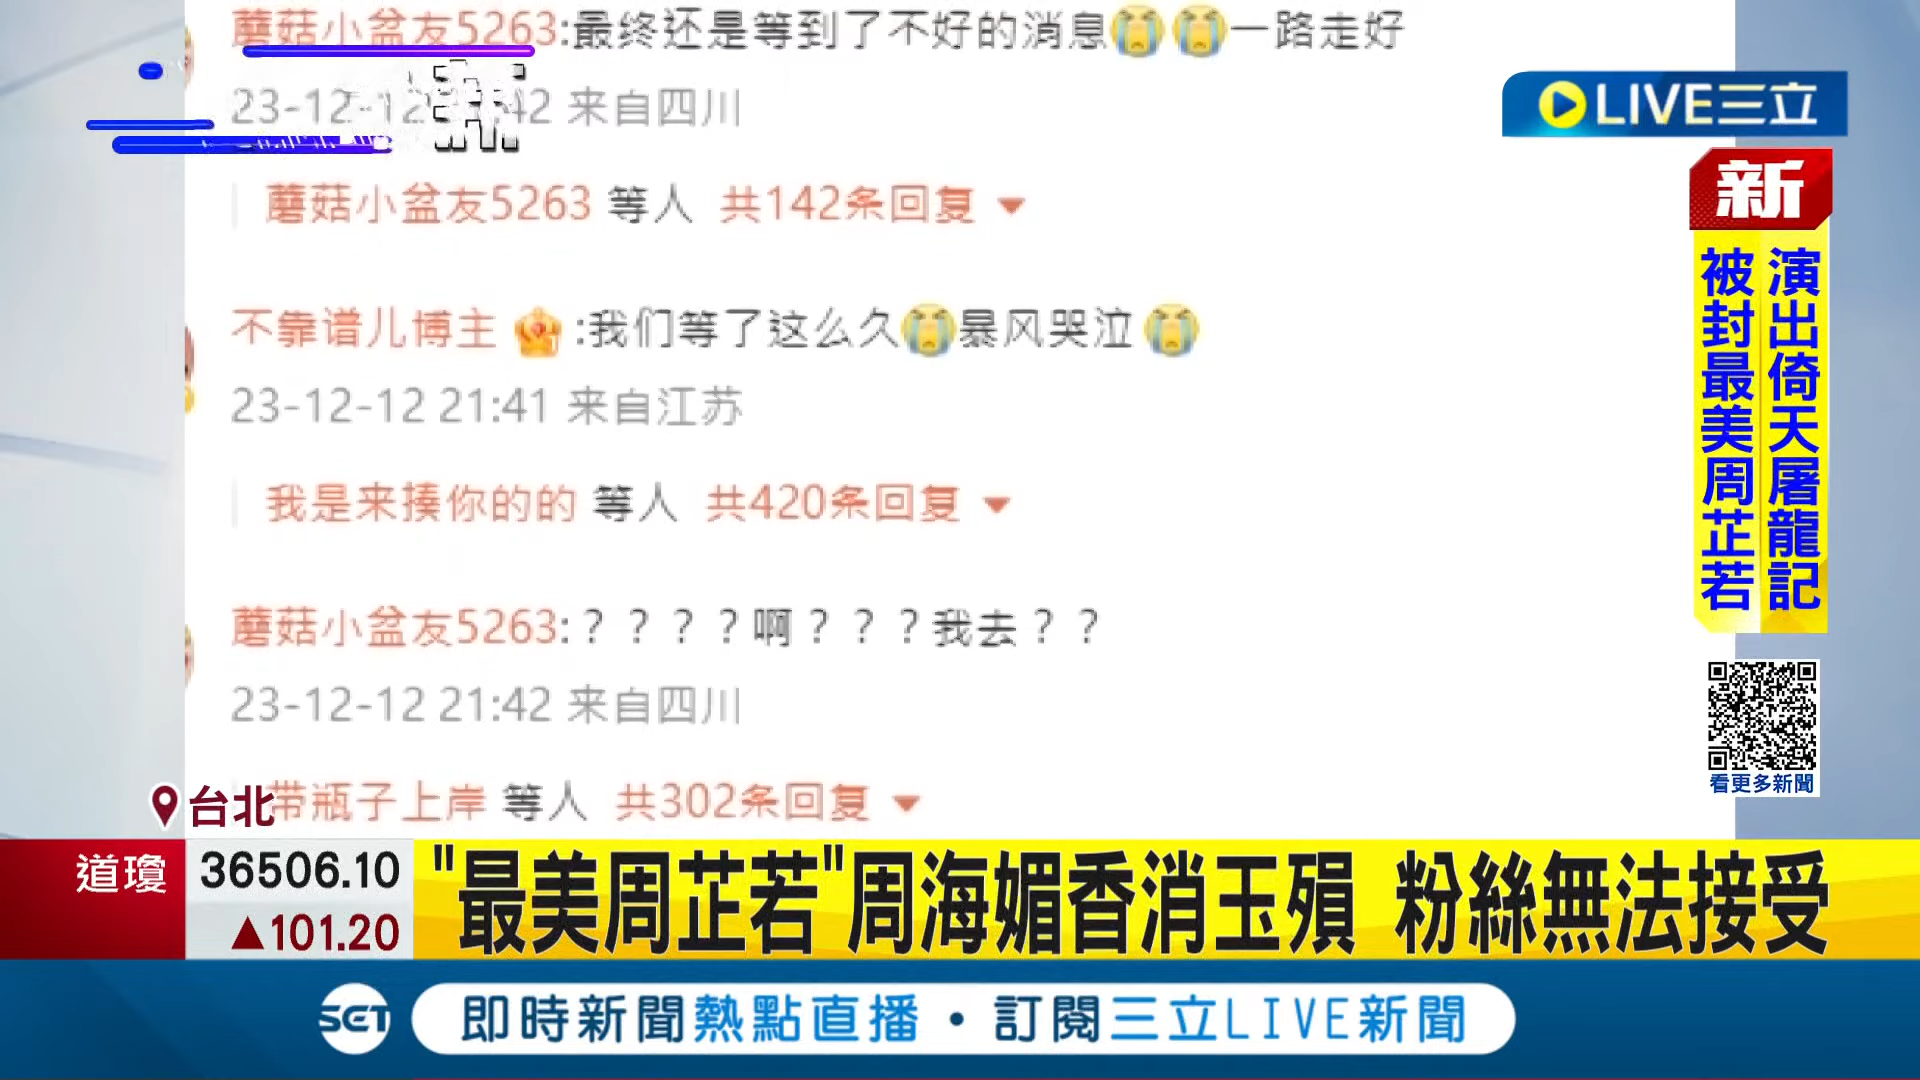 蘑菇小盆友5263:最终还是等到了不好的消息😭😭一路走好
来自四川
蘑菇小盆友5263 等人 共142条回复
不靠谱儿博主 :我们等了这么久😭暴风哭泣😭
23-12-12 21:41 来自江苏
我是来揍你的的 等人 共420条回复
蘑菇小盆友5263:？？？？啊？？？我去？？
23-12-12 21:42 来自四川
带瓶子上岸 等人 共302条回复
LIVE三立
新
演出倚天屠龍記
被封最美周芷若
看更多新聞
台北
道瓊
36506.10
▲101.20
"最美周芷若"周海媚香消玉殞 粉絲無法接受
SET
即時新聞熱點直播・訂閱三立LIVE新聞